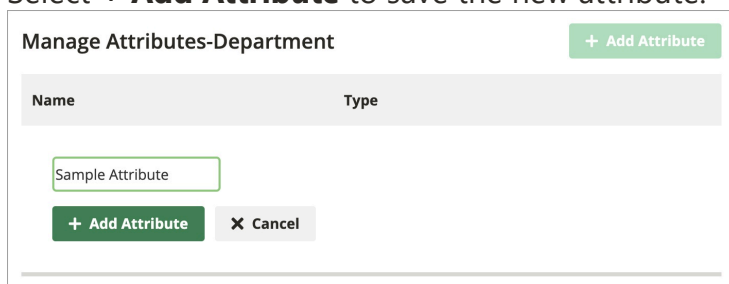 Select + Add Attribute to save the new attribute.
Manage Attributes-Department
+ Add Attribute
Name Type
Sample Attribute
+ Add Attribute
X Cancel